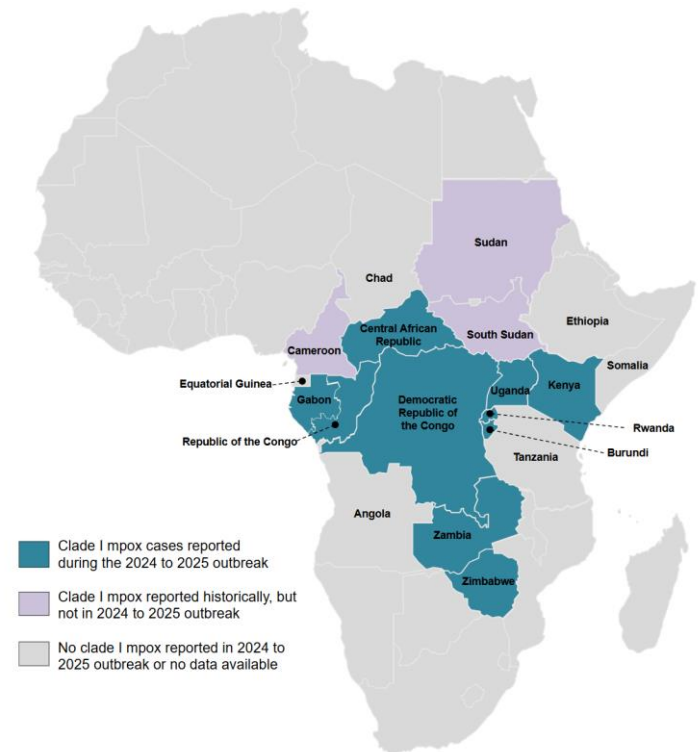 Sudan
Chad
Ethiopia
Central African
Republic
South Sudan
Cameroon
Somalia
Equatorial Guinea
Uganda
Kenya
Gabon
Democratic
Republic of
the Congo
Rwanda
Republic of the Congo
Burundi
Tanzania
Angola
Zambia
Zimbabwe
Clade I mpox cases reported
during the 2024 to 2025 outbreak
Clade I mpox reported historically, but
not in 2024 to 2025 outbreak
No clade I mpox reported in 2024 to
2025 outbreak or no data available